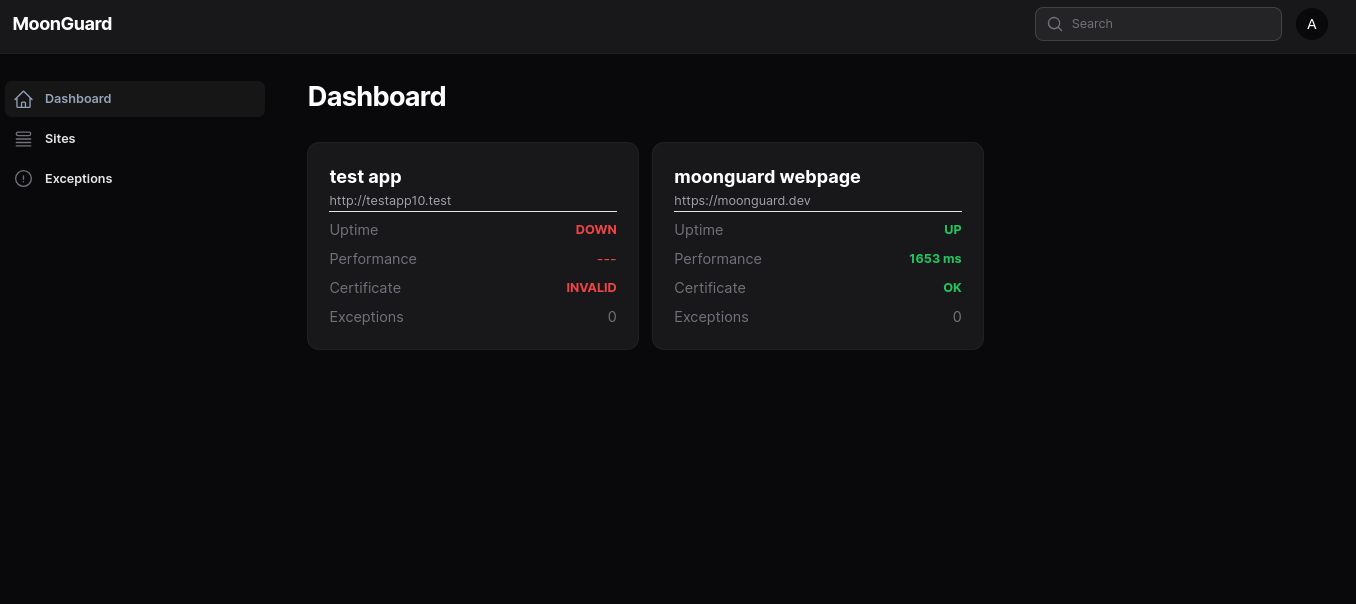 MoonGuard
Search
A
Dashboard
Sites
Exceptions
Dashboard
test app
http://testapp10.test
Uptime DOWN
Performance ---
Certificate INVALID
Exceptions 0
moonguard webpage
https://moonguard.dev
Uptime UP
Performance 1653 ms
Certificate OK
Exceptions 0